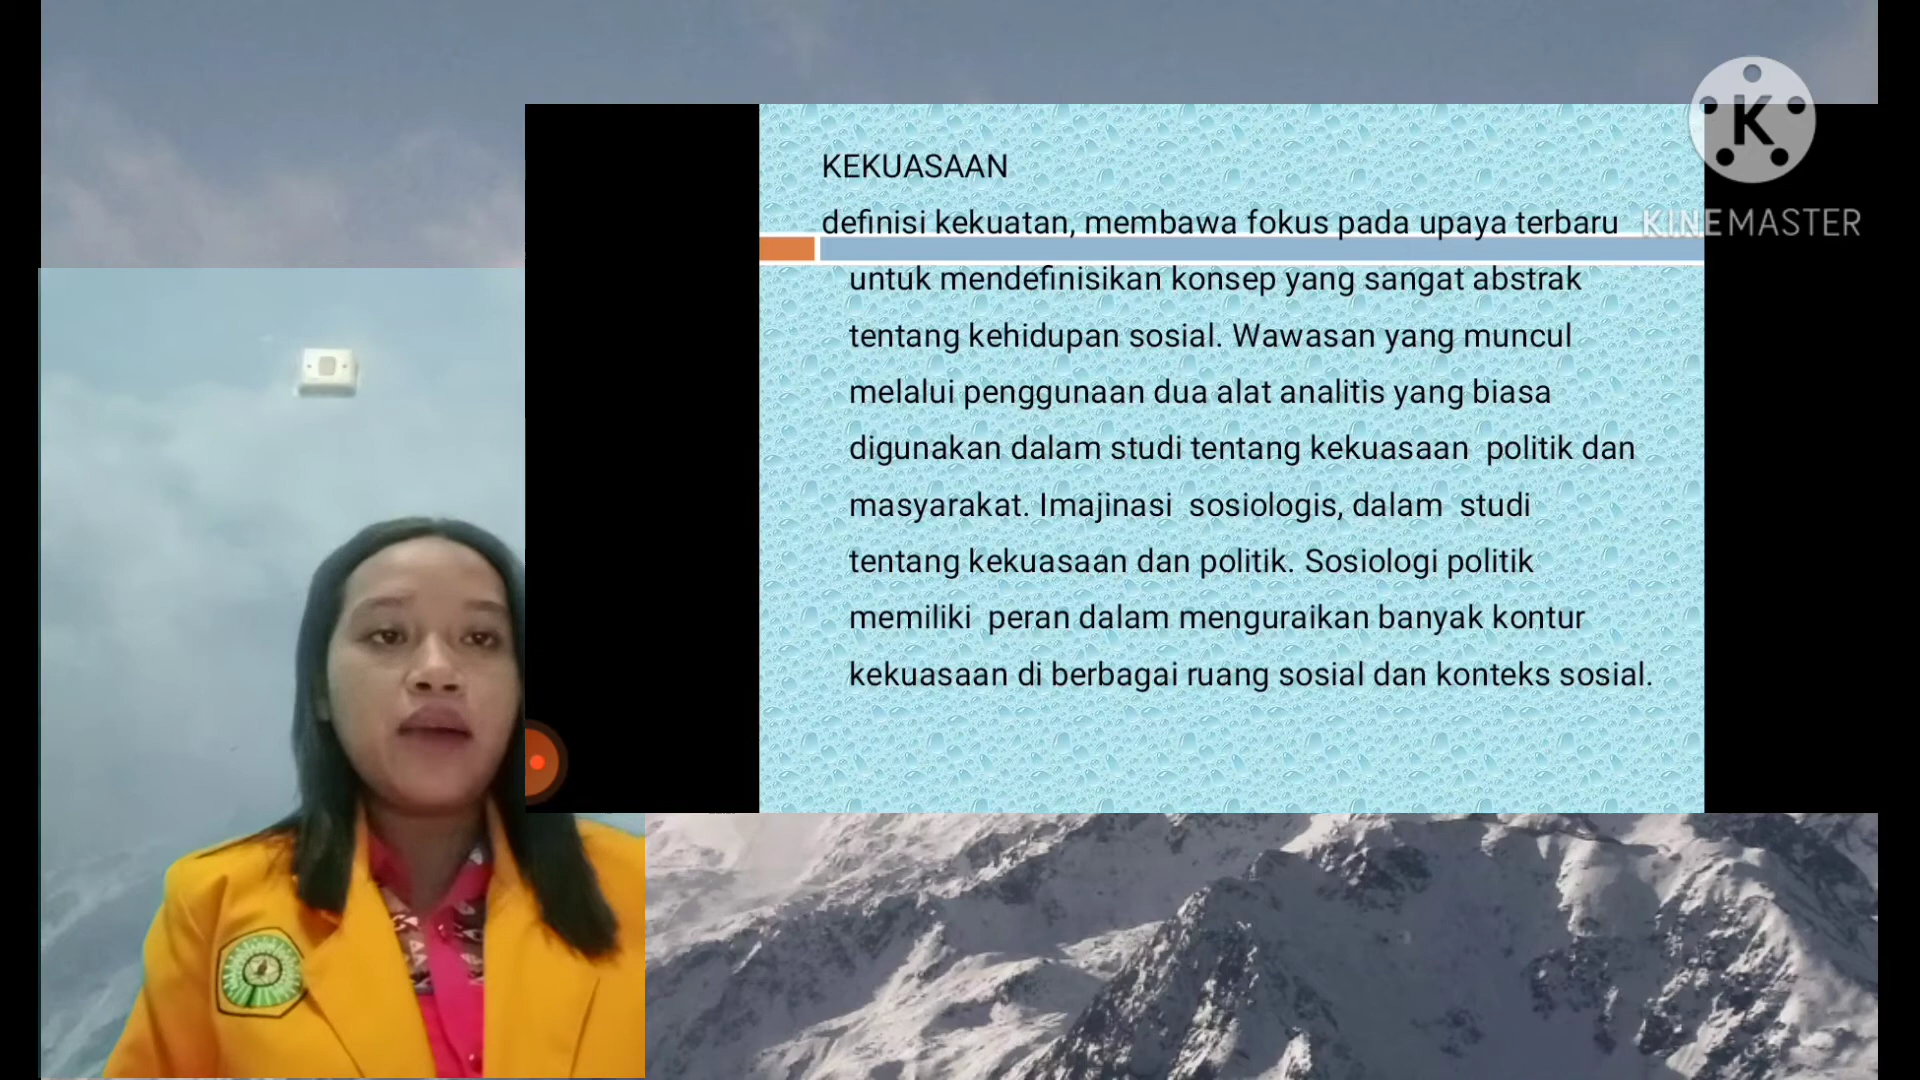 KEKUASAAN
definisi kekuatan, membawa fokus pada upaya terbaru
untuk mendefinisikan konsep yang sangat abstrak
tentang kehidupan sosial. Wawasan yang muncul
melalui penggunaan dua alat analitis yang biasa
digunakan dalam studi tentang kekuasaan politik dan
masyarakat. Imajinasi sosiologis, dalam studi
tentang kekuasaan dan politik. Sosiologi politik
memiliki peran dalam menguraikan banyak kontur
kekuasaan di berbagai ruang sosial dan konteks sosial.
K
KINEMASTER